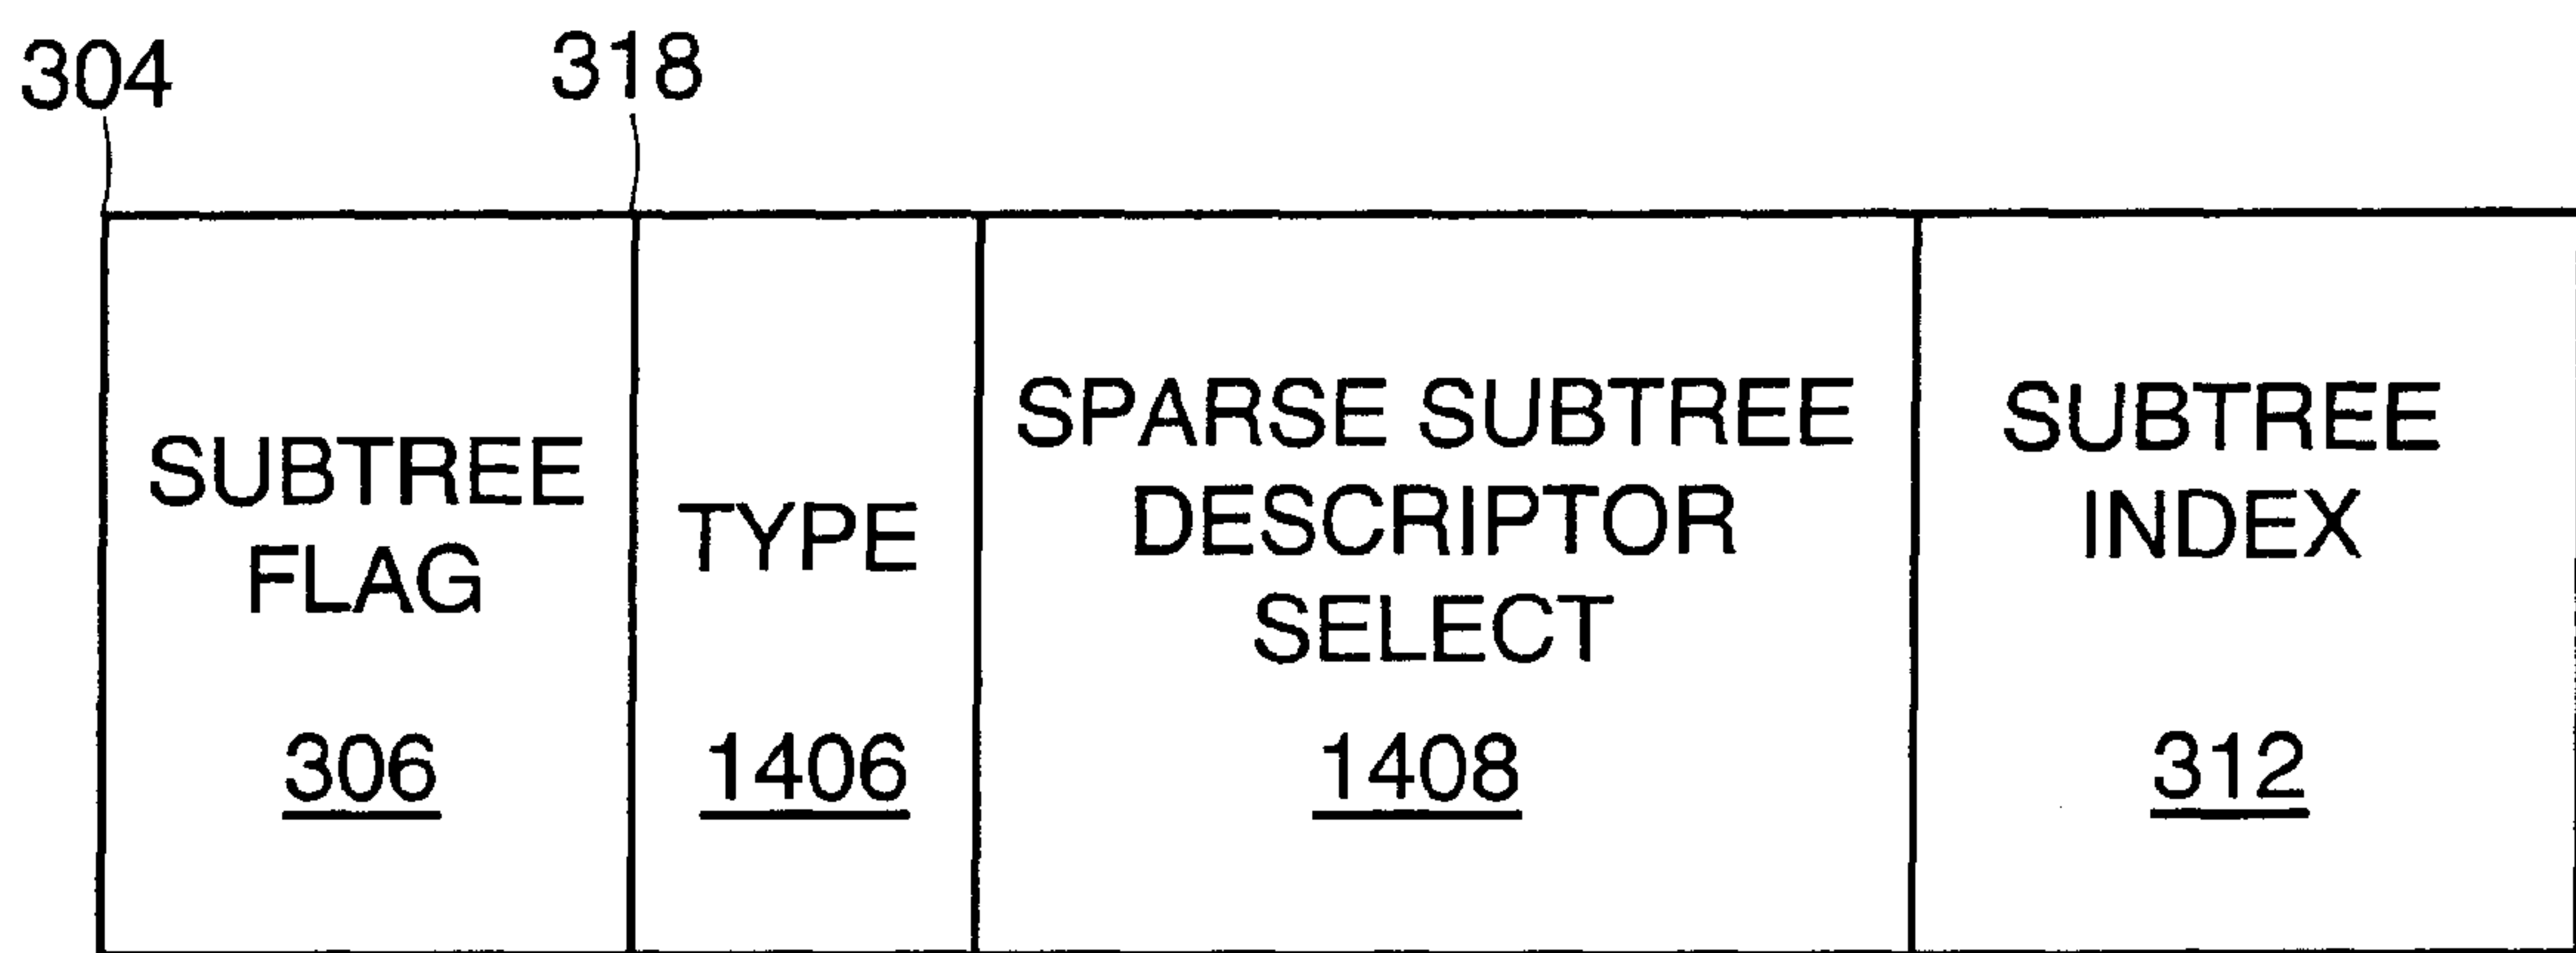 304
318
SUBTREE
FLAG
306
TYPE
1406
SPARSE SUBTREE
DESCRIPTOR
SELECT
1408
SUBTREE
INDEX
312